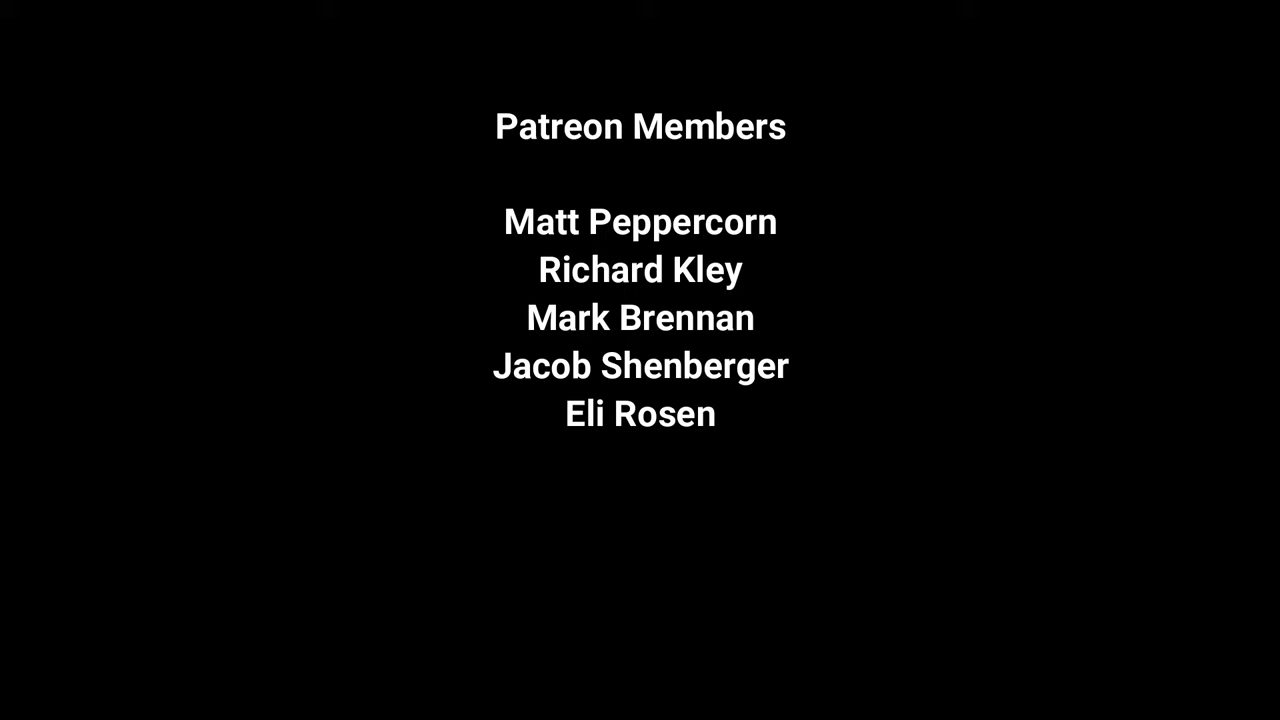 Patreon Members
Matt Peppercorn
Richard Kley
Mark Brennan
Jacob Shenberger
Eli Rosen